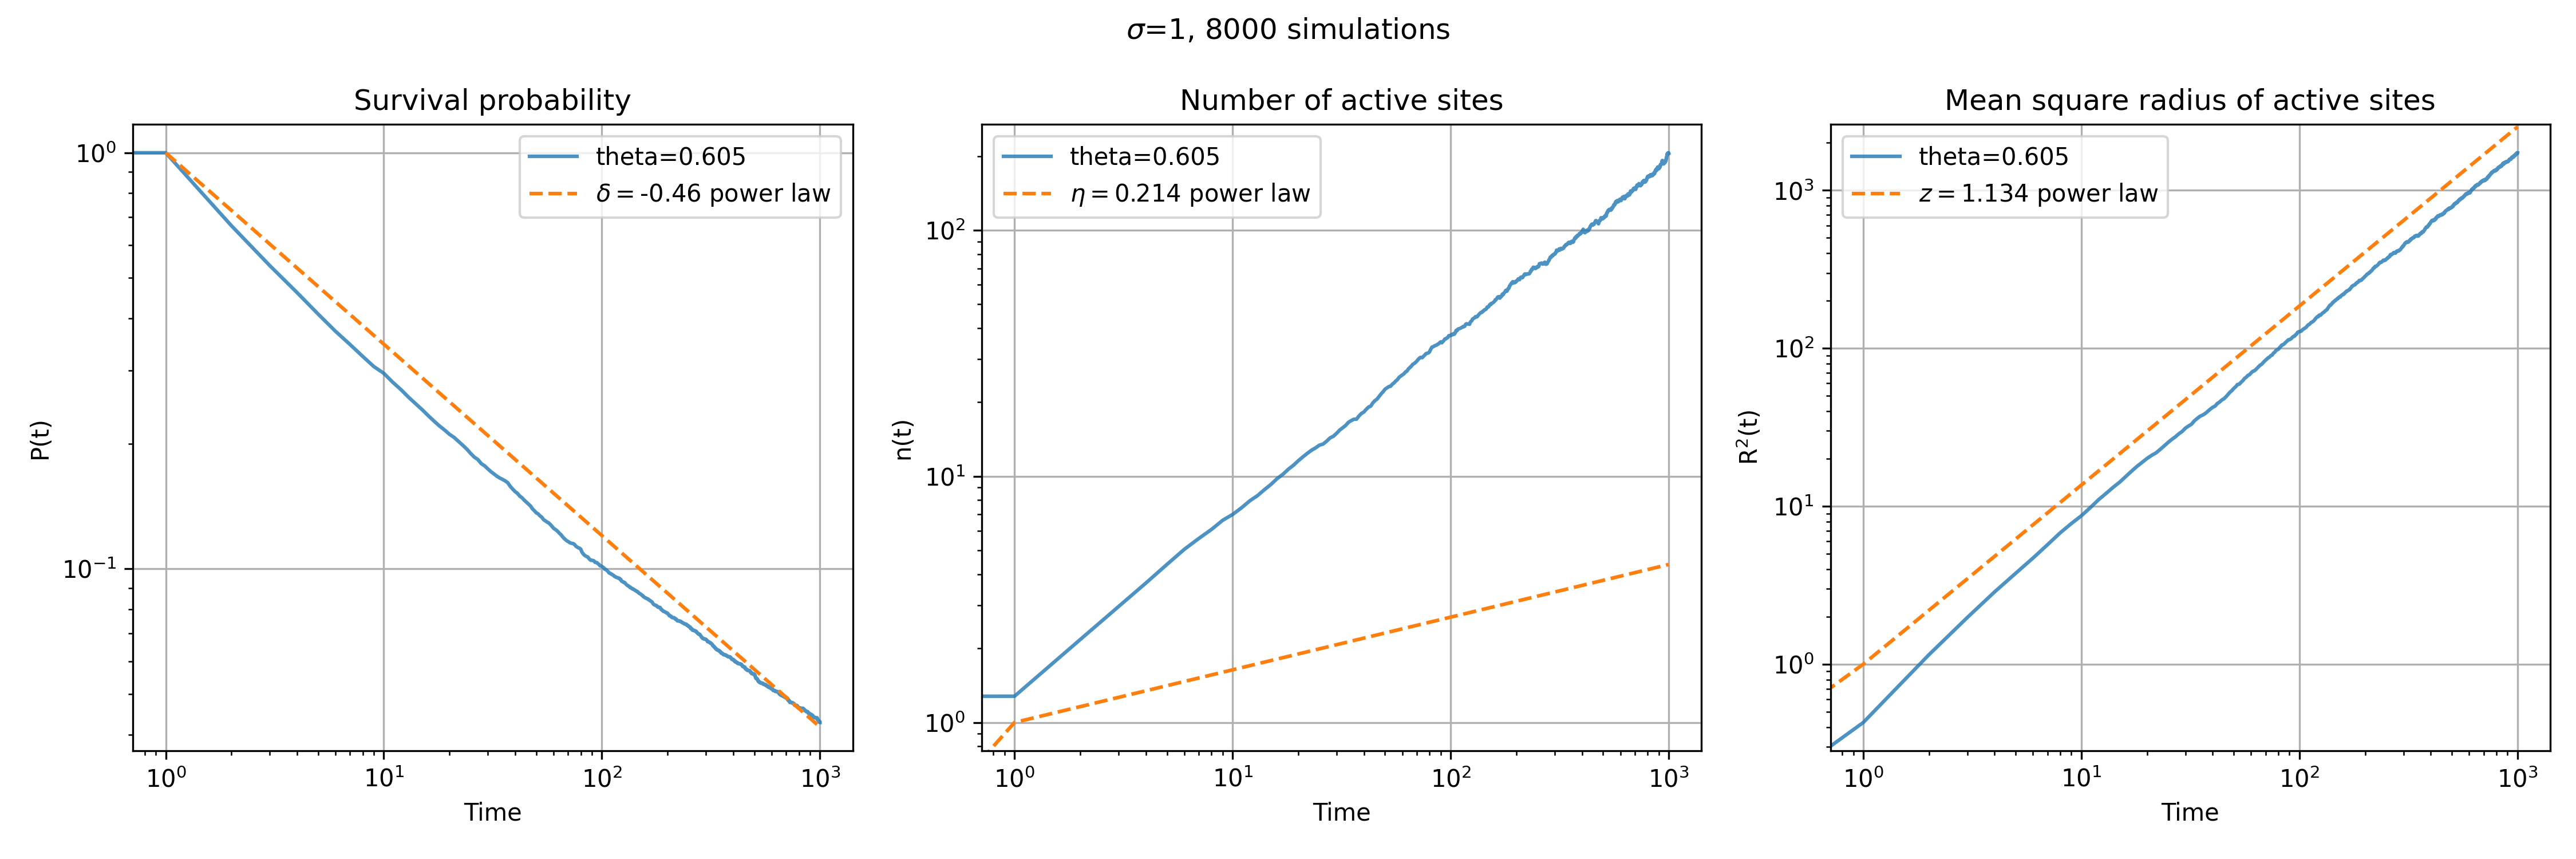 σ=1, 8000 simulations
Survival probability
10⁰
10⁻¹
P(t)
theta=0.605
δ = -0.46 power law
10⁰ 10¹ 10² 10³
Time
Number of active sites
10²
10¹
10⁰
n(t)
theta=0.605
η = 0.214 power law
10⁰ 10¹ 10² 10³
Time
Mean square radius of active sites
10³
10²
10¹
10⁰
R²(t)
theta=0.605
z = 1.134 power law
10⁰ 10¹ 10² 10³
Time